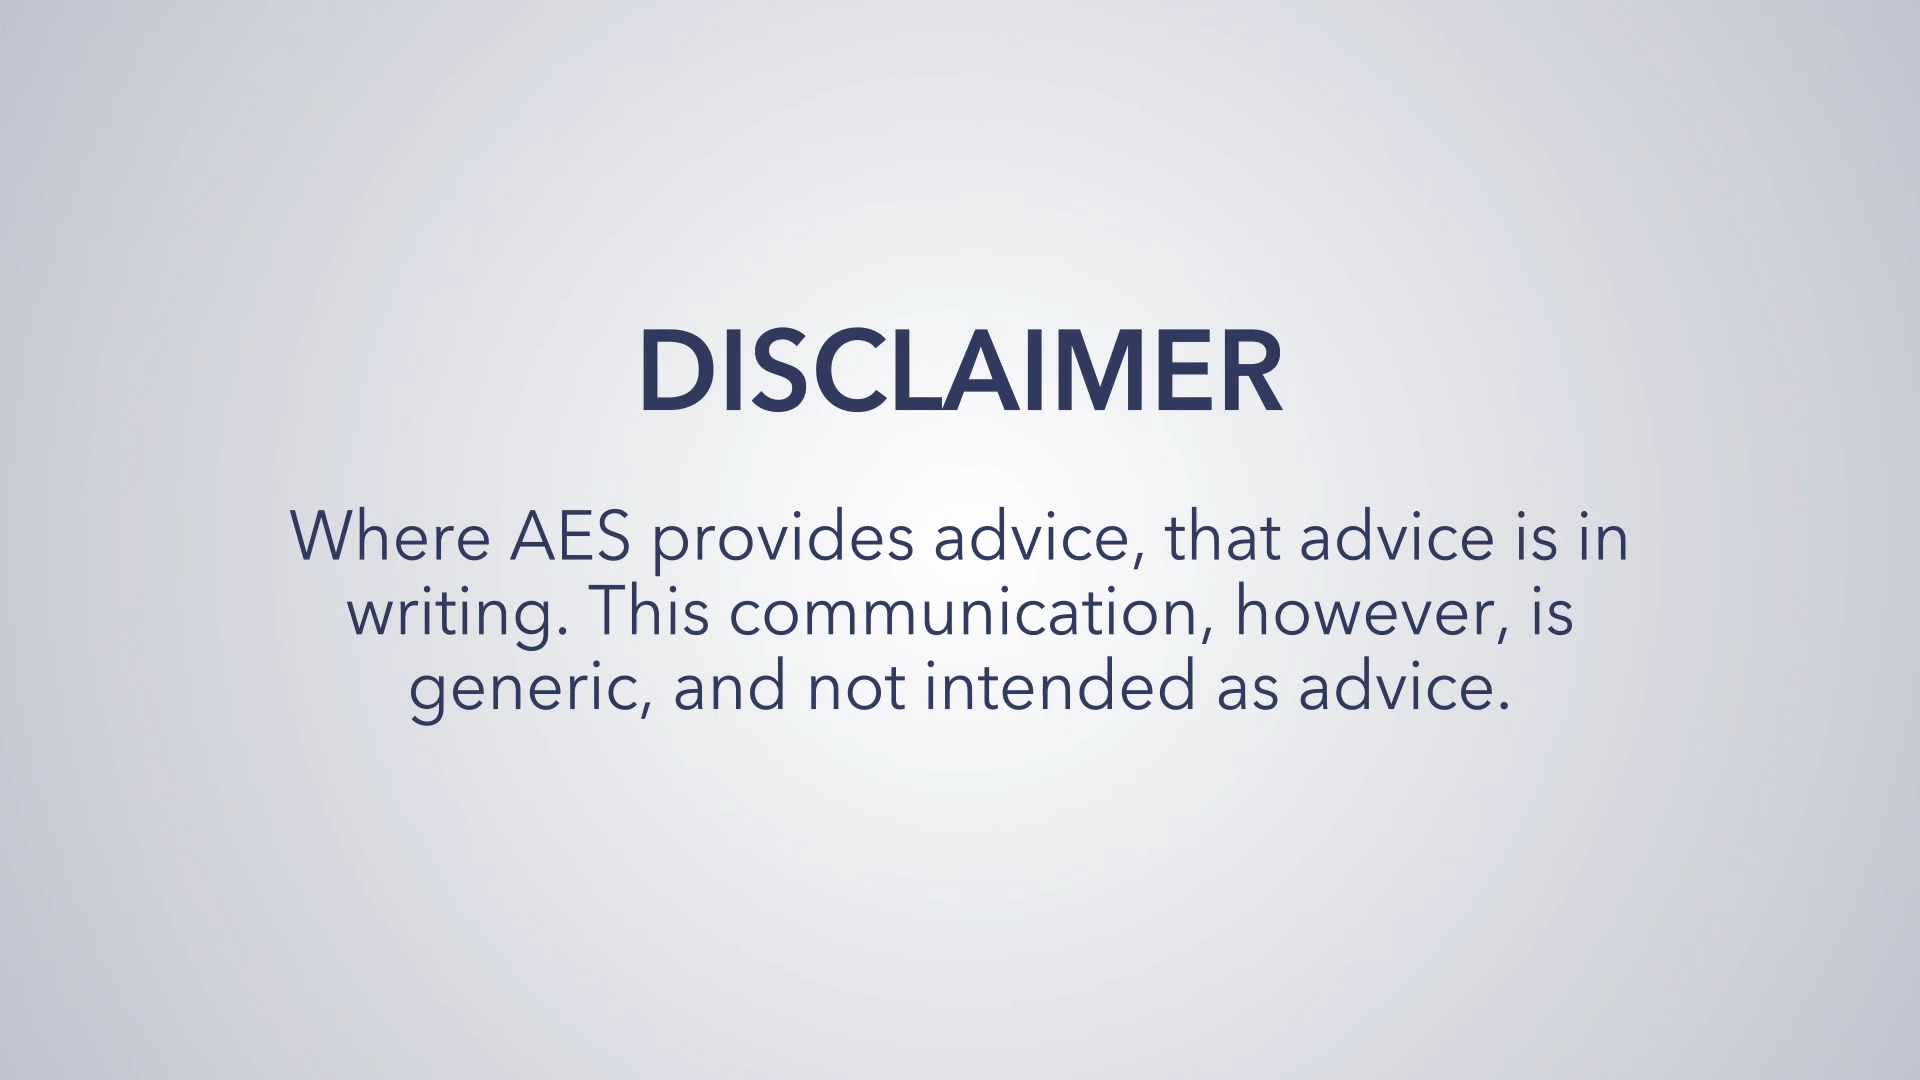 DISCLAIMER
Where AES provides advice, that advice is in
writing. This communication, however, is
generic, and not intended as advice.